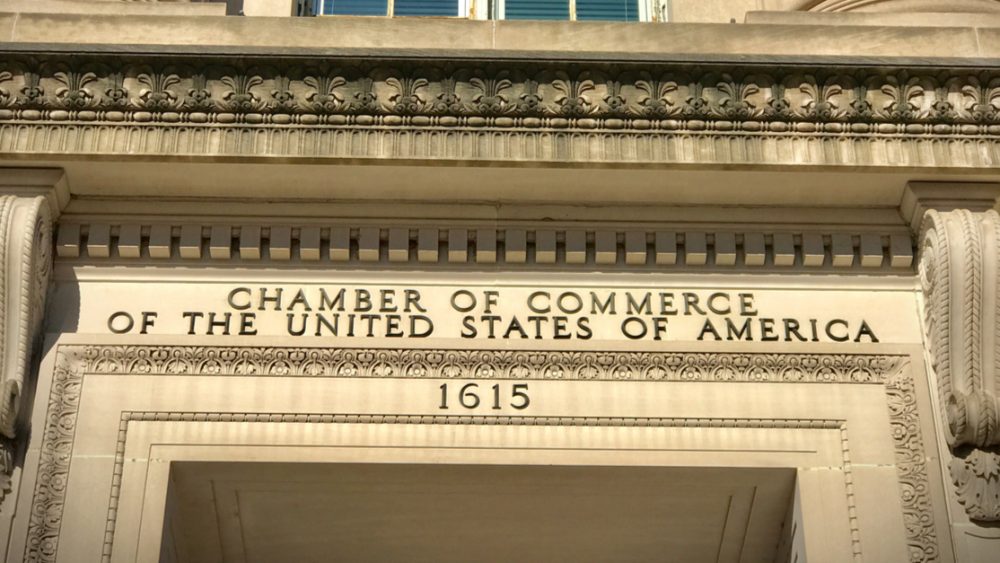 CHAMBER OF COMMERCE
OF THE UNITED STATES OF AMERICA
1615